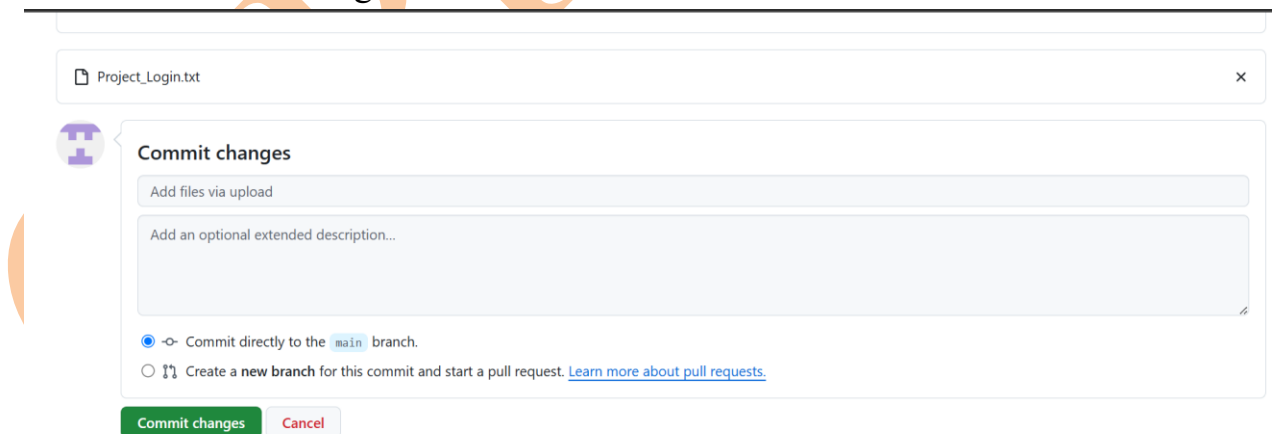 Project_Login.txt
Commit changes
Add files via upload
Add an optional extended description...
Commit directly to the main branch.
Create a new branch for this commit and start a pull request. Learn more about pull requests.
Commit changes Cancel